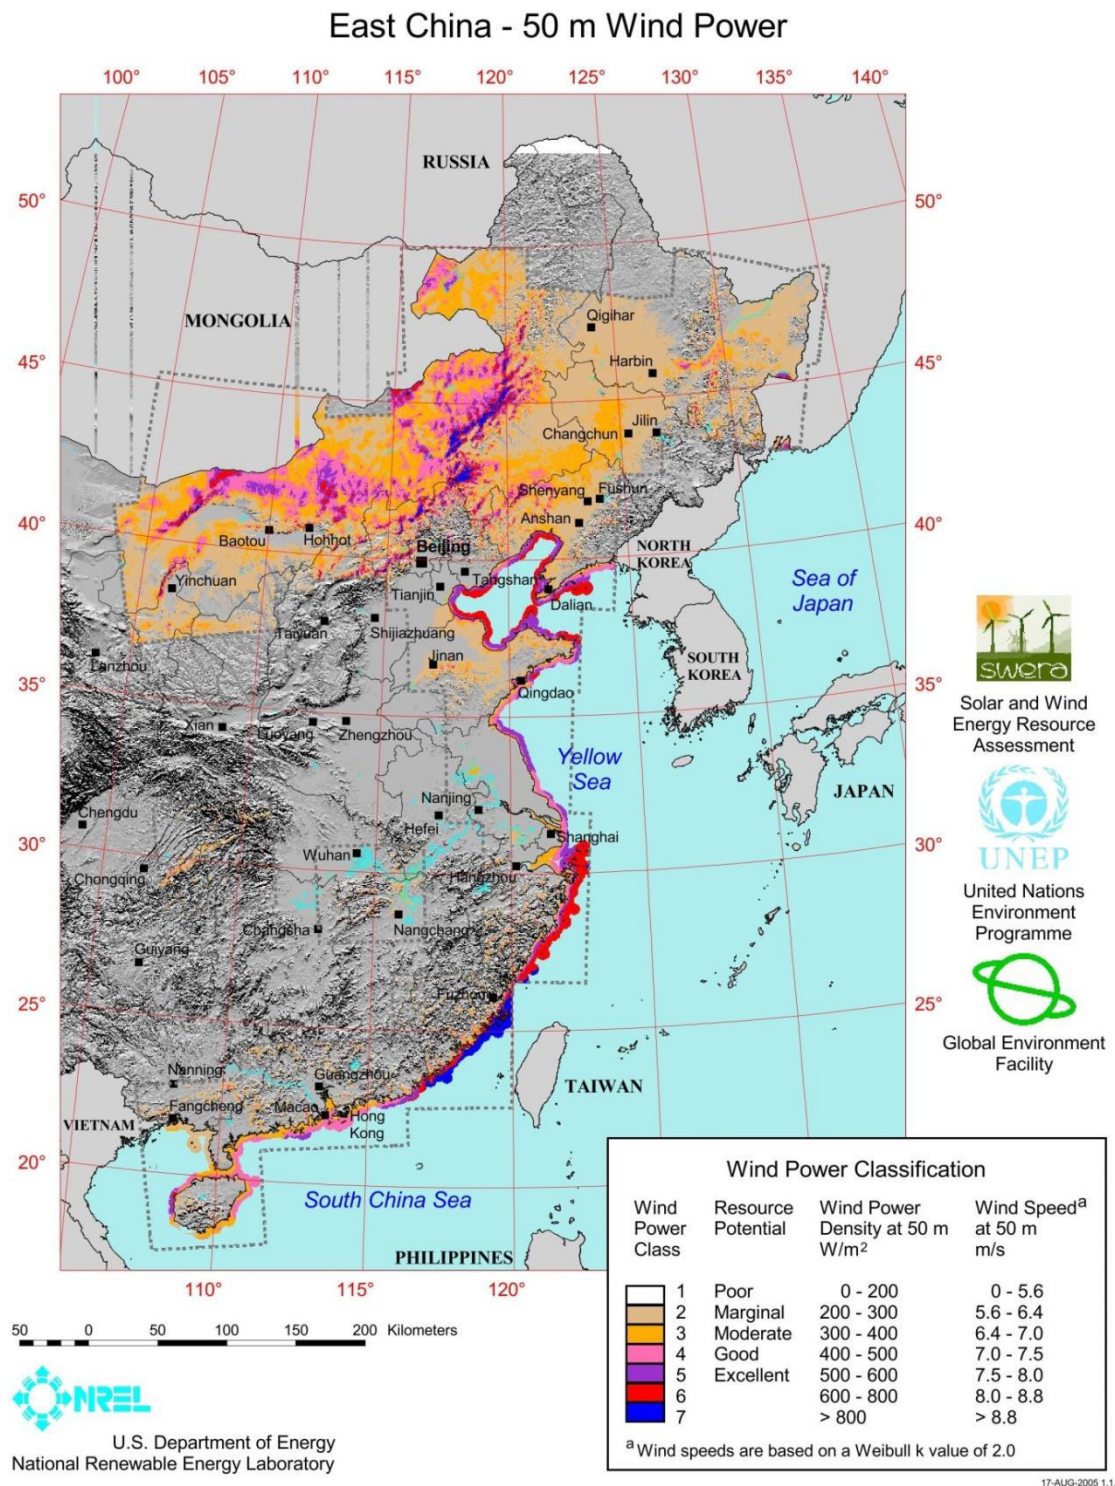 East China - 50 m Wind Power
100° 105° 110° 115° 120° 125° 130° 135° 140°
RUSSIA
50° 50°
MONGOLIA
Qigihar
45° 45°
Harbin
Jilin
Changchun
Shenyang Fushun
Anshan
40° 40°
Baotou Hohhot
Beijing
NORTH
KOREA
Yinchuan
Tangshan
Tianjin
Dalian
Sea of
Japan
Taiyuan
Shijiazhuang
Jinan
Lanzhou
SOUTH
KOREA
35° 35°
Qingdao
Xian
Luoyang
Zhengzhou
Yellow
Sea
JAPAN
Nanjing
Hefei
Chengdu
Shanghai
30° 30°
Wuhan
Hangzhou
Chongqing
Changsha
Nangchang
Guiyang
25° 25°
Fuzhou
Nanning
Guangzhou
TAIWAN
Fangcheng
Macao
Hong
Kong
VIETNAM
20°
South China Sea
PHILIPPINES
110° 115° 120°
swera
Solar and Wind
Energy Resource
Assessment
UNEP
United Nations
Environment
Programme
Global Environment
Facility
Wind Power Classification
Wind Resource Wind Power Wind Speedᵃ
Power Potential Density at 50 m at 50 m
Class W/m² m/s
1 Poor 0 - 200 0 - 5.6
2 Marginal 200 - 300 5.6 - 6.4
3 Moderate 300 - 400 6.4 - 7.0
4 Good 400 - 500 7.0 - 7.5
5 Excellent 500 - 600 7.5 - 8.0
6 600 - 800 8.0 - 8.8
7 > 800 > 8.8
ᵃ Wind speeds are based on a Weibull k value of 2.0
50 0 50 100 150 200 Kilometers
NREL
U.S. Department of Energy
National Renewable Energy Laboratory
17-AUG-2005 1.1